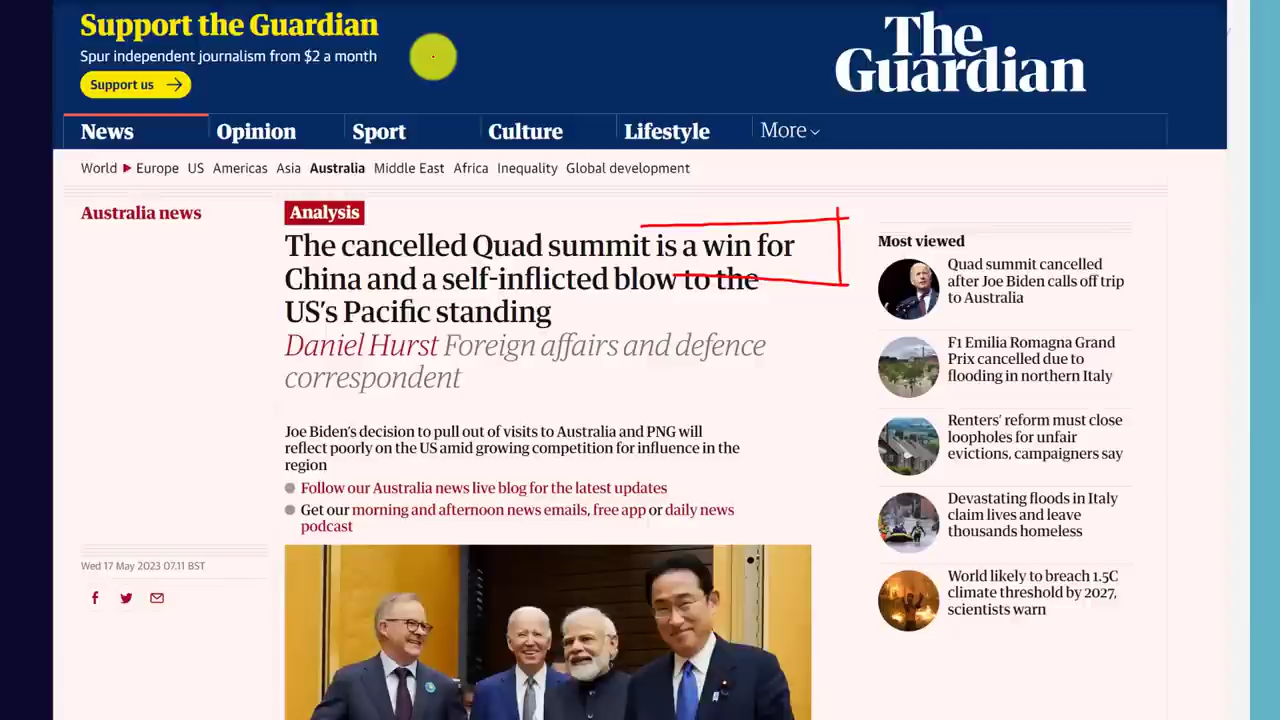 Support the Guardian
Spur independent journalism from $2 a month
Support us
The
Guardian
News
Opinion
Sport
Culture
Lifestyle
More
World
Europe
US
Americas
Asia
Australia
Middle East
Africa
Inequality
Global development
Australia news
Analysis
The cancelled Quad summit is a win for
China and a self-inflicted blow to the
US's Pacific standing
Daniel Hurst Foreign affairs and defence
correspondent
Joe Biden's decision to pull out of visits to Australia and PNG will
reflect poorly on the US amid growing competition for influence in the
region
Follow our Australia news live blog for the latest updates
Get our morning and afternoon news emails, free app or daily news
podcast
Wed 17 May 2023 07.11 BST
Most viewed
Quad summit cancelled
after Joe Biden calls off trip
to Australia
F1 Emilia Romagna Grand
Prix cancelled due to
flooding in northern Italy
Renters' reform must close
loopholes for unfair
evictions, campaigners say
Devastating floods in Italy
claim lives and leave
thousands homeless
World likely to breach 1.5C
climate threshold by 2027,
scientists warn